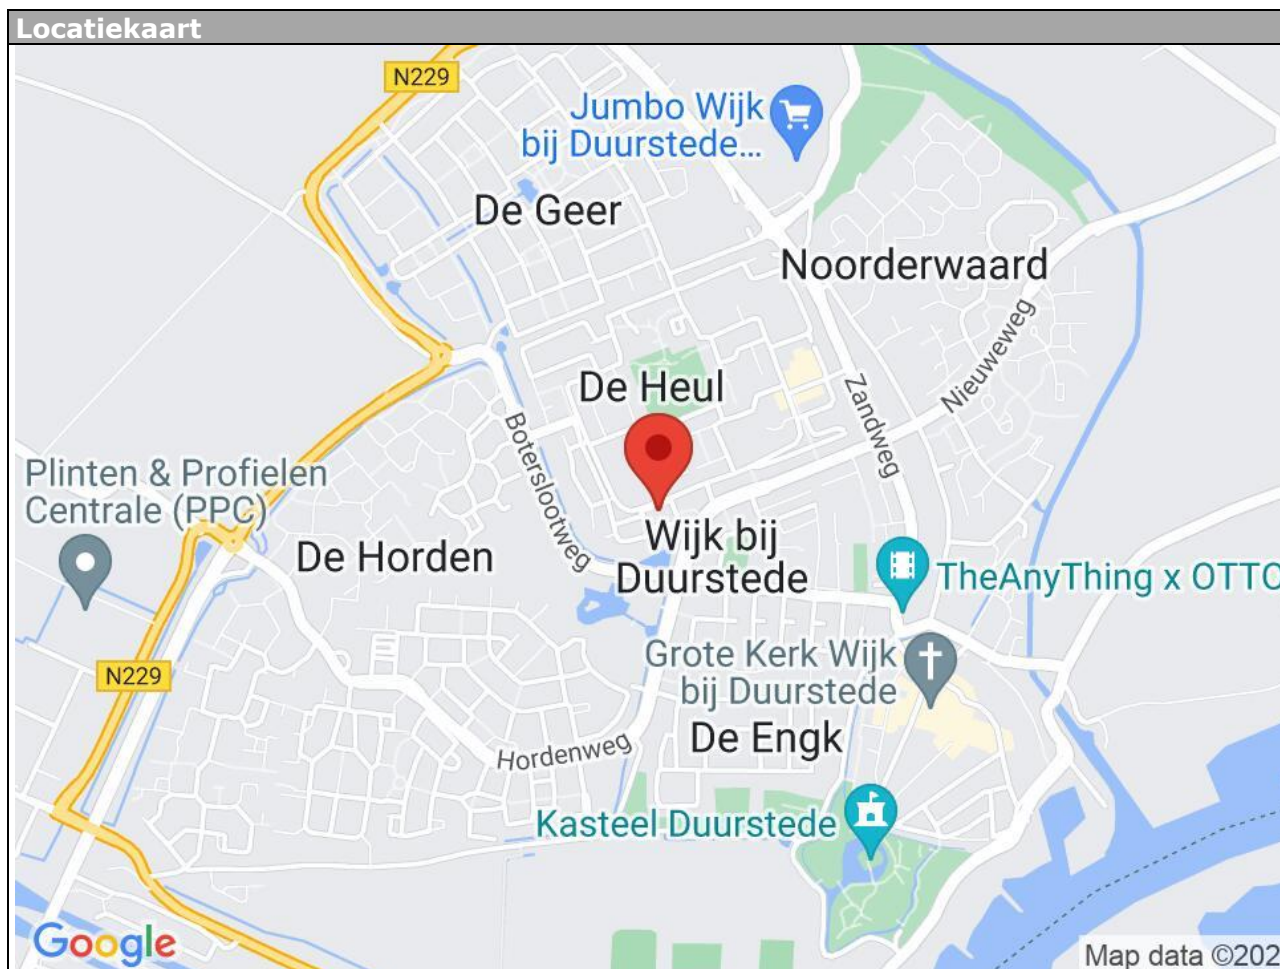 Locatiekaart
N229
Jumbo Wijk
bij Duurstede...
De Geer
Noorderwaard
Nieuweweg
De Heul
Zandweg
Boterslootweg
Plinten & Profielen
Centrale (PPC)
De Horden
Wijk bij
Duurstede
TheAnyThing x OTTO
Grote Kerk Wijk
bij Duurstede
N229
De Engk
Hordenweg
Kasteel Duurstede
Google
Map data ©202